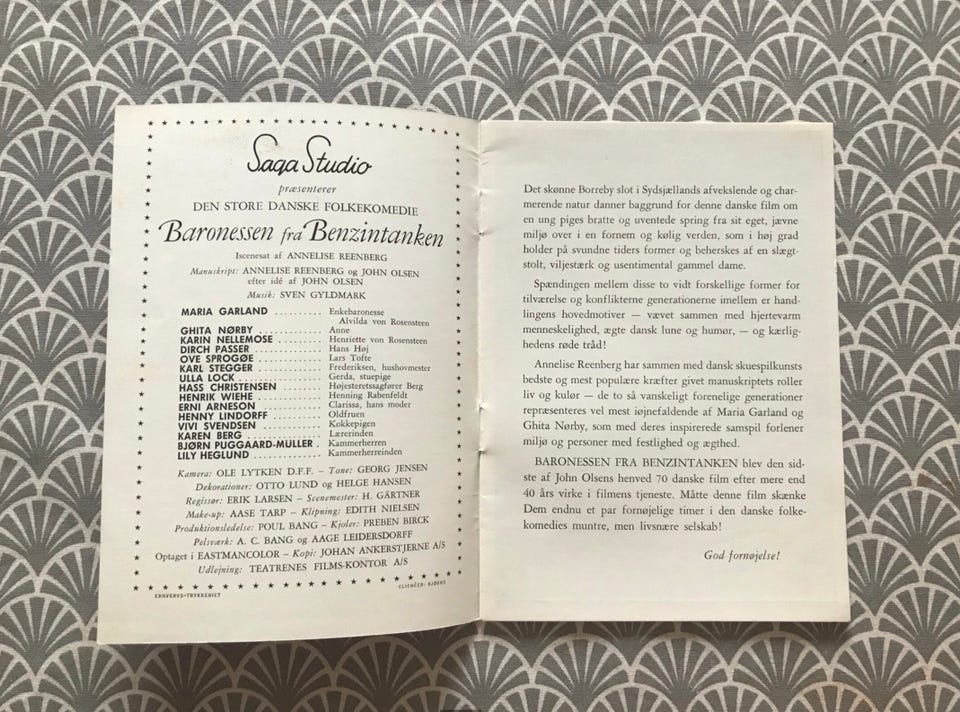 Saga Studio
præsenterer
DEN STORE DANSKE FOLKEKOMEDIE
Baronessen fra Benzintanken
Iscenesat af ANNELISE REENBERG
Manuskript: ANNELISE REENBERG og JOHN OLSEN
efter idé af JOHN OLSEN
Musik: SVEN GYLDMARK
MARIA GARLAND .......... Enkebaronesse
Alvilda von Rosensteen
GHITA NØRBY ............ Anne
KARIN NELLEMOSE ........ Henriette von Rosensteen
DIRCH PASSER ............ Hans Høj
OVE SPROGØE ............ Lars Tofte
KARL STEGGER ............ Frederiksen, hushovmester
ULLA LOCK ............... Gerda, stuepige
HASS CHRISTENSEN ........ Højesteretssagfører Berg
HENRIK WIEHE ............ Henning Rabenfeldt
ERNI ARNESON ............ Clarissa, hans moder
HENNY LINDORFF .......... Oldfruen
VIVI SVENDSEN ............ Kokkepigen
KAREN BERG .............. Lærerinden
BJØRN PUGGAARD-MÜLLER . Kammerherren
LILY HEGLUND ............ Kammerherreinden
Kamera: OLE LYTKEN D.F.F. – Tone: GEORG JENSEN
Dekorationer: OTTO LUND og HELGE HANSEN
Regissør: ERIK LARSEN – Scenemester: H. GÄRTNER
Make-up: AASE TARP – Klipning: EDITH NIELSEN
Produktionsledelse: POUL BANG – Kjoler: PREBEN BIRCK
Pelsværk: A. C. BANG og AAGE LEIDERSDORFF
Optaget i EASTMANCOLOR – Kopi: JOHAN ANKERSTJERNE A/S
Udlejning: TEATRENES FILMS-KONTOR A/S
ERHVERVS-TRYKKERIET
CLICHÉER:
Det skønne Borreby slot i Sydsjællands afvekslende og char-
merende natur danner baggrund for denne danske film om
en ung piges bratte og uventede spring fra sit eget, jævne
miljø over i en fornem og kølig verden, som i høj grad
holder på svundne tiders former og beherskes af en slægt-
stolt, viljestærk og usentimental gammel dame.
Spændingen mellem disse to vidt forskellige former for
tilværelse og konflikterne generationerne imellem er hand-
lingens hovedmotiver — vævet sammen med hjertevarm
menneskelighed, ægte dansk lune og humør, — og kærlig-
hedens røde tråd!
Annelise Reenberg har sammen med dansk skuespilkunsts
bedste og mest populære kræfter givet manuskriptets roller
liv og kulør — de to så vanskeligt forenelige generationer
repræsenteres vel mest iøjnefaldende af Maria Garland og
Ghita Nørby, som med deres inspirerede samspil forlener
miljø og personer med festlighed og ægthed.
BARONESSEN FRA BENZINTANKEN blev den sid-
ste af John Olsens henved 70 danske film efter mere end
40 års virke i filmens tjeneste. Måtte denne film skænke
Dem endnu et par fornøjelige timer i den danske folke-
komedies muntre, men livsnære selskab!
God fornøjelse!